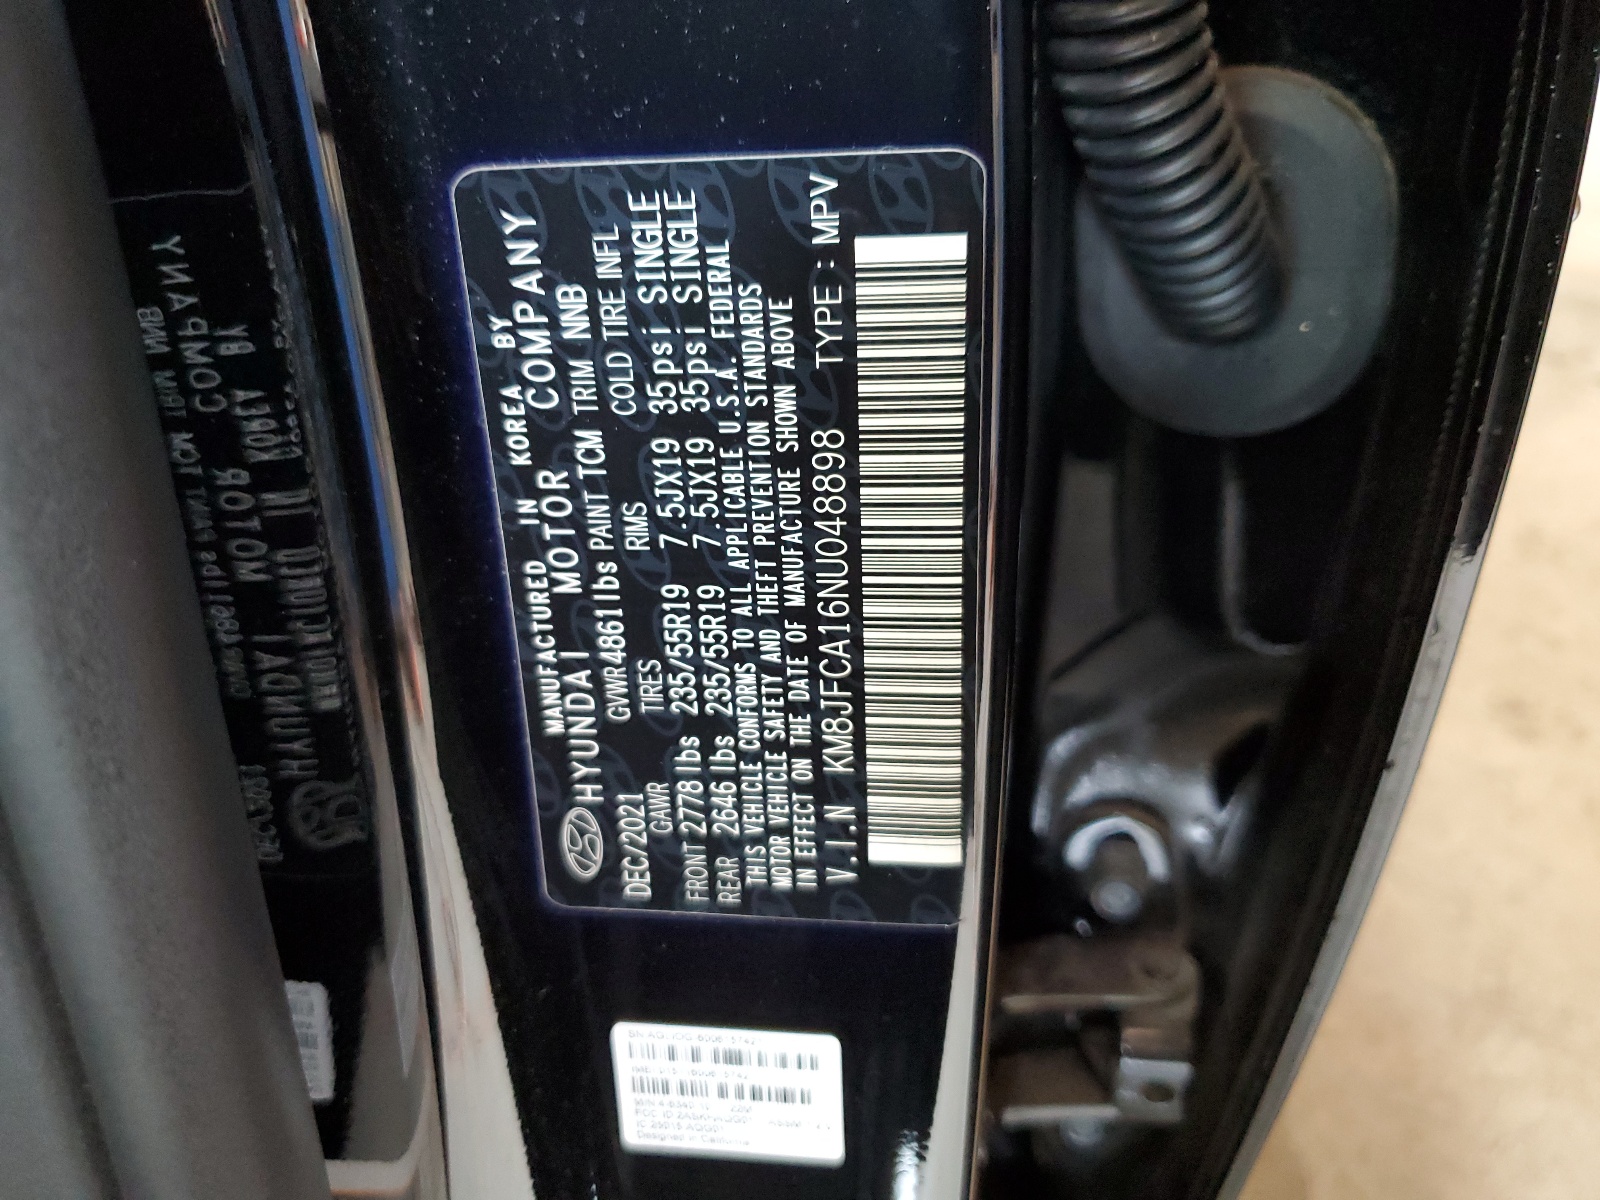 MANUFACTURED IN KOREA BY
HYUNDAI MOTOR COMPANY
DEC/2021 GVWR4861lbs PAINT TCM TRIM NNB
GAWR TIRES RIMS COLD TIRE INFL
FRONT 2778lbs 235/55R19 7.5JX19 35psi SINGLE
REAR 2646lbs 235/55R19 7.5JX19 35psi SINGLE
THIS VEHICLE CONFORMS TO ALL APPLICABLE U.S.A. FEDERAL
MOTOR VEHICLE SAFETY AND THEFT PREVENTION STANDARDS
IN EFFECT ON THE DATE OF MANUFACTURE SHOWN ABOVE
V.I.N KM8JFCA16NU048898 TYPE: MPV
Designed in California